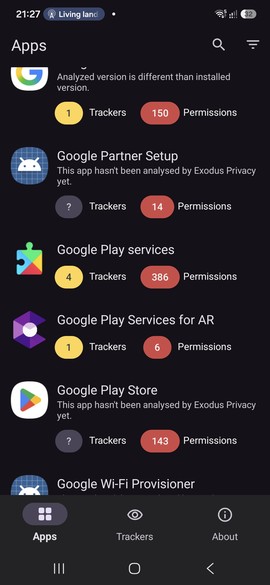 21:27
Living land
32
Apps
Analyzed version is different than installed
version.
1 Trackers 150 Permissions
Google Partner Setup
This app hasn't been analysed by Exodus Privacy
yet.
? Trackers 14 Permissions
Google Play services
4 Trackers 386 Permissions
Google Play Services for AR
1 Trackers 6 Permissions
Google Play Store
This app hasn't been analysed by Exodus Privacy
yet.
? Trackers 143 Permissions
Google Wi-Fi Provisioner
Apps Trackers About